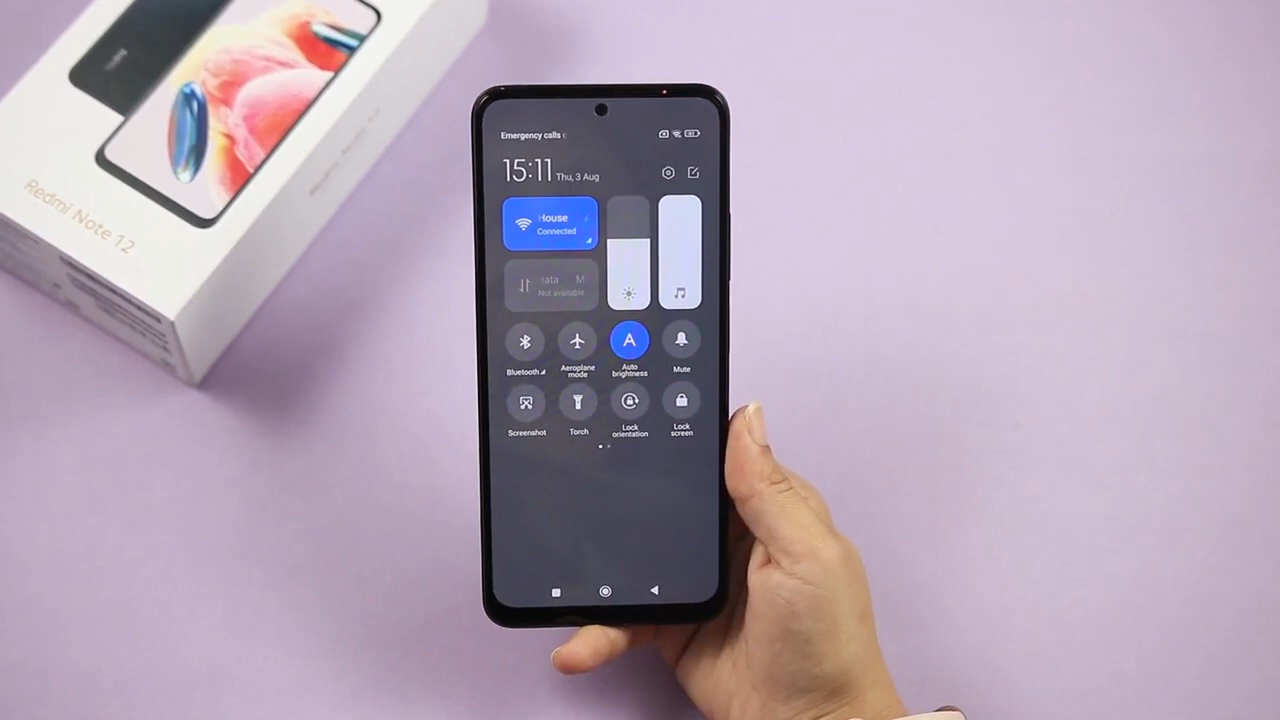 Redmi Note 12
Emergency calls
15:11 Thu, 3 Aug
House
Connected
Not available
Bluetooth
Aeroplane mode
Auto brightness
Mute
Screenshot
Torch
Lock orientation
Lock screen